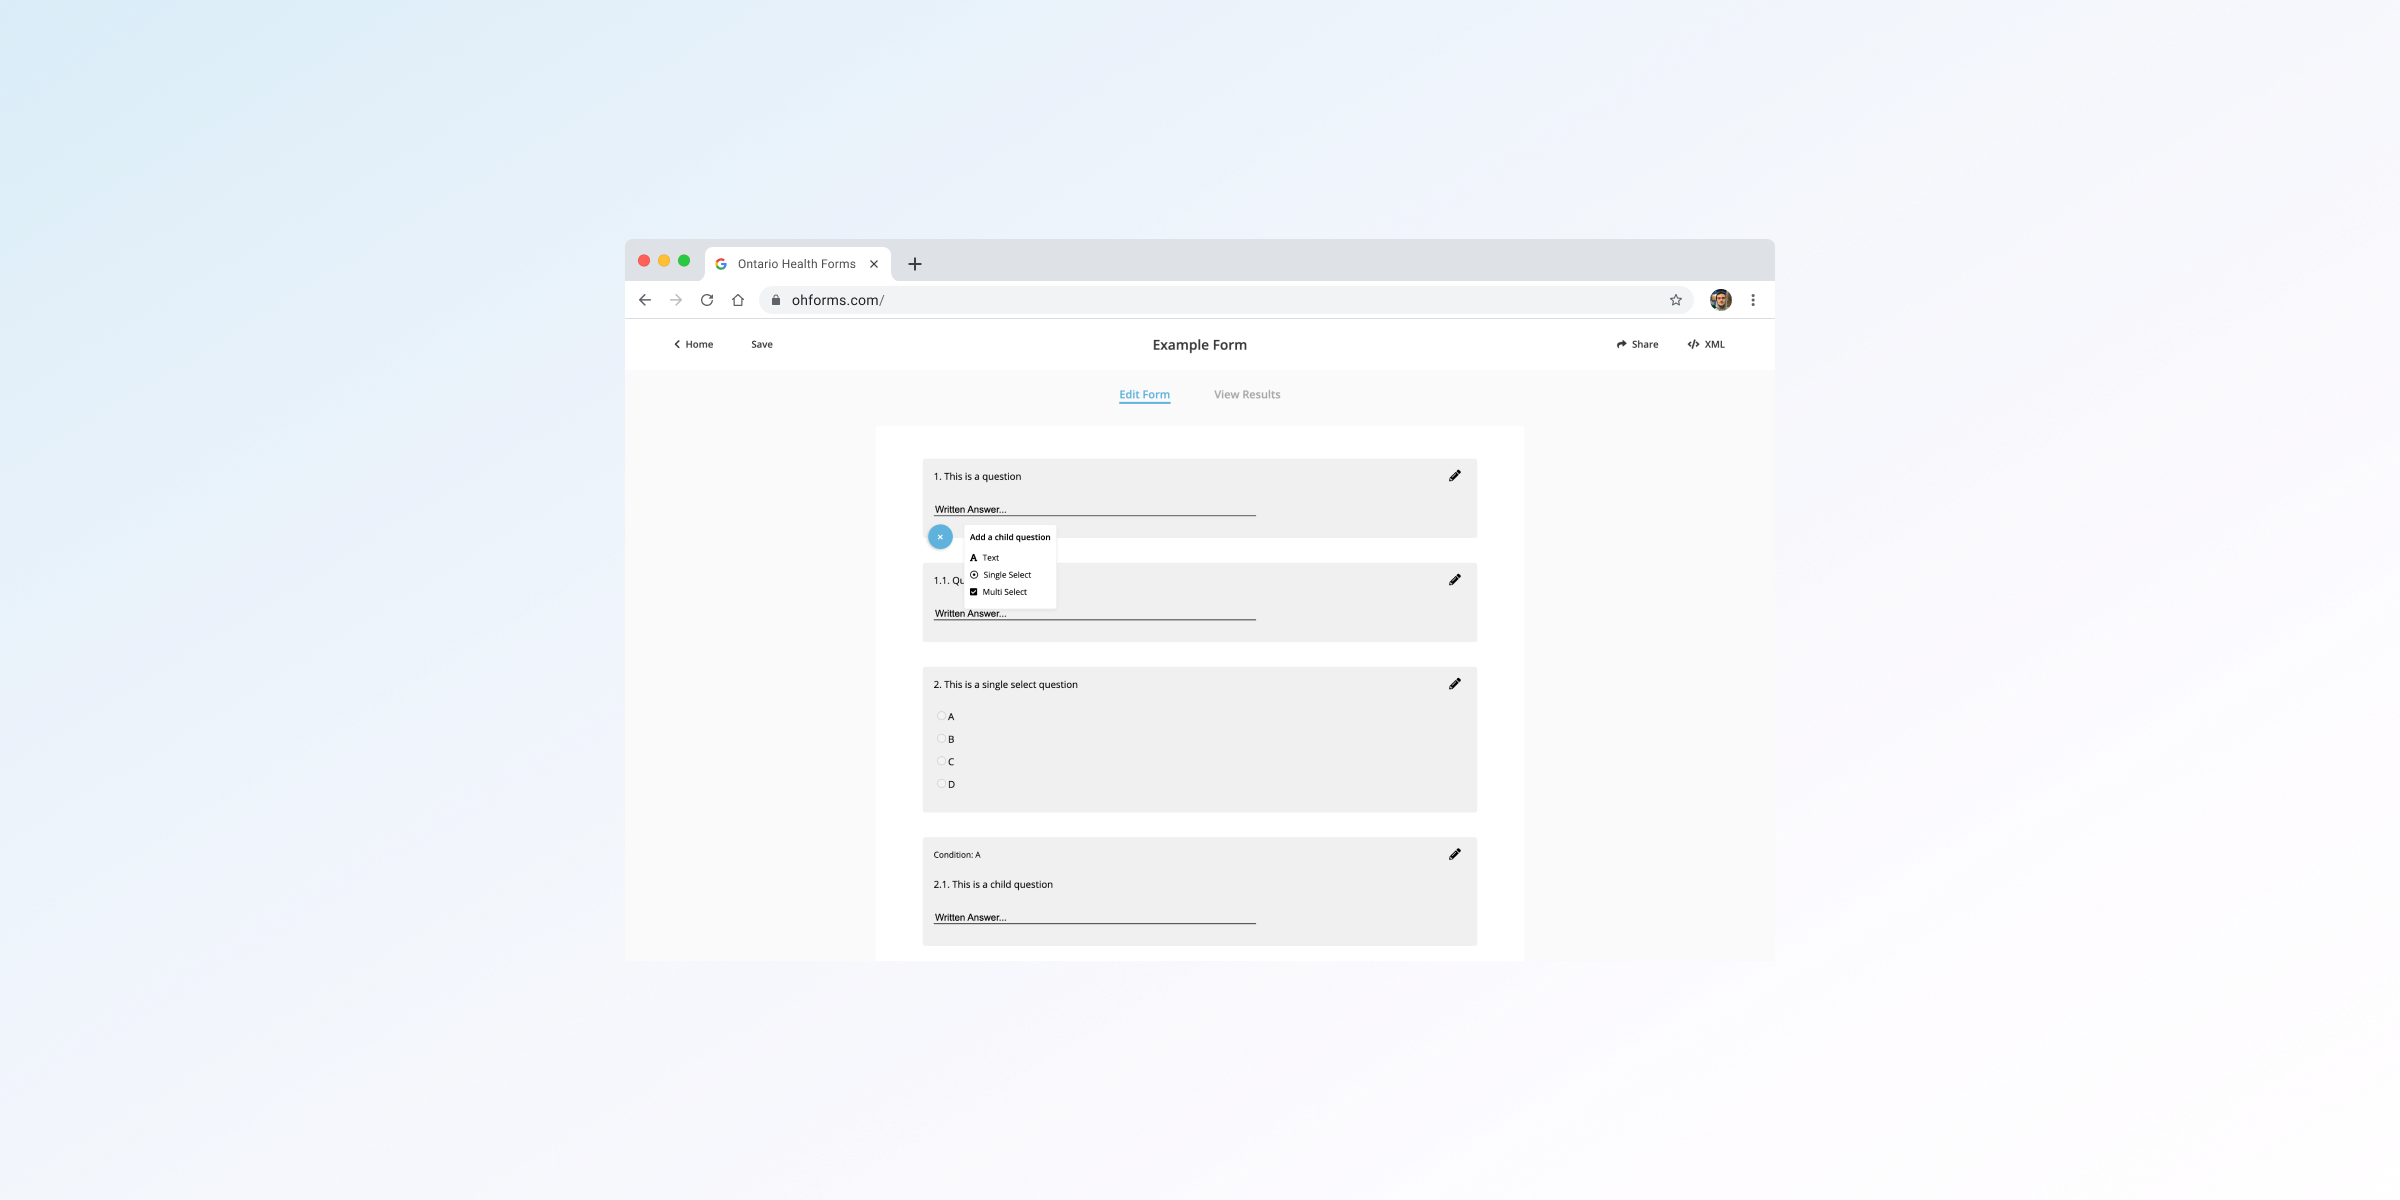 Ontario Health Forms
ohforms.com/
Home
Save
Example Form
Share
XML
Edit Form
View Results
1. This is a question
Written Answer...
Add a child question
Text
Single Select
Multi Select
1.1.
Written Answer...
2. This is a single select question
A
B
C
D
Condition: A
2.1. This is a child question
Written Answer...